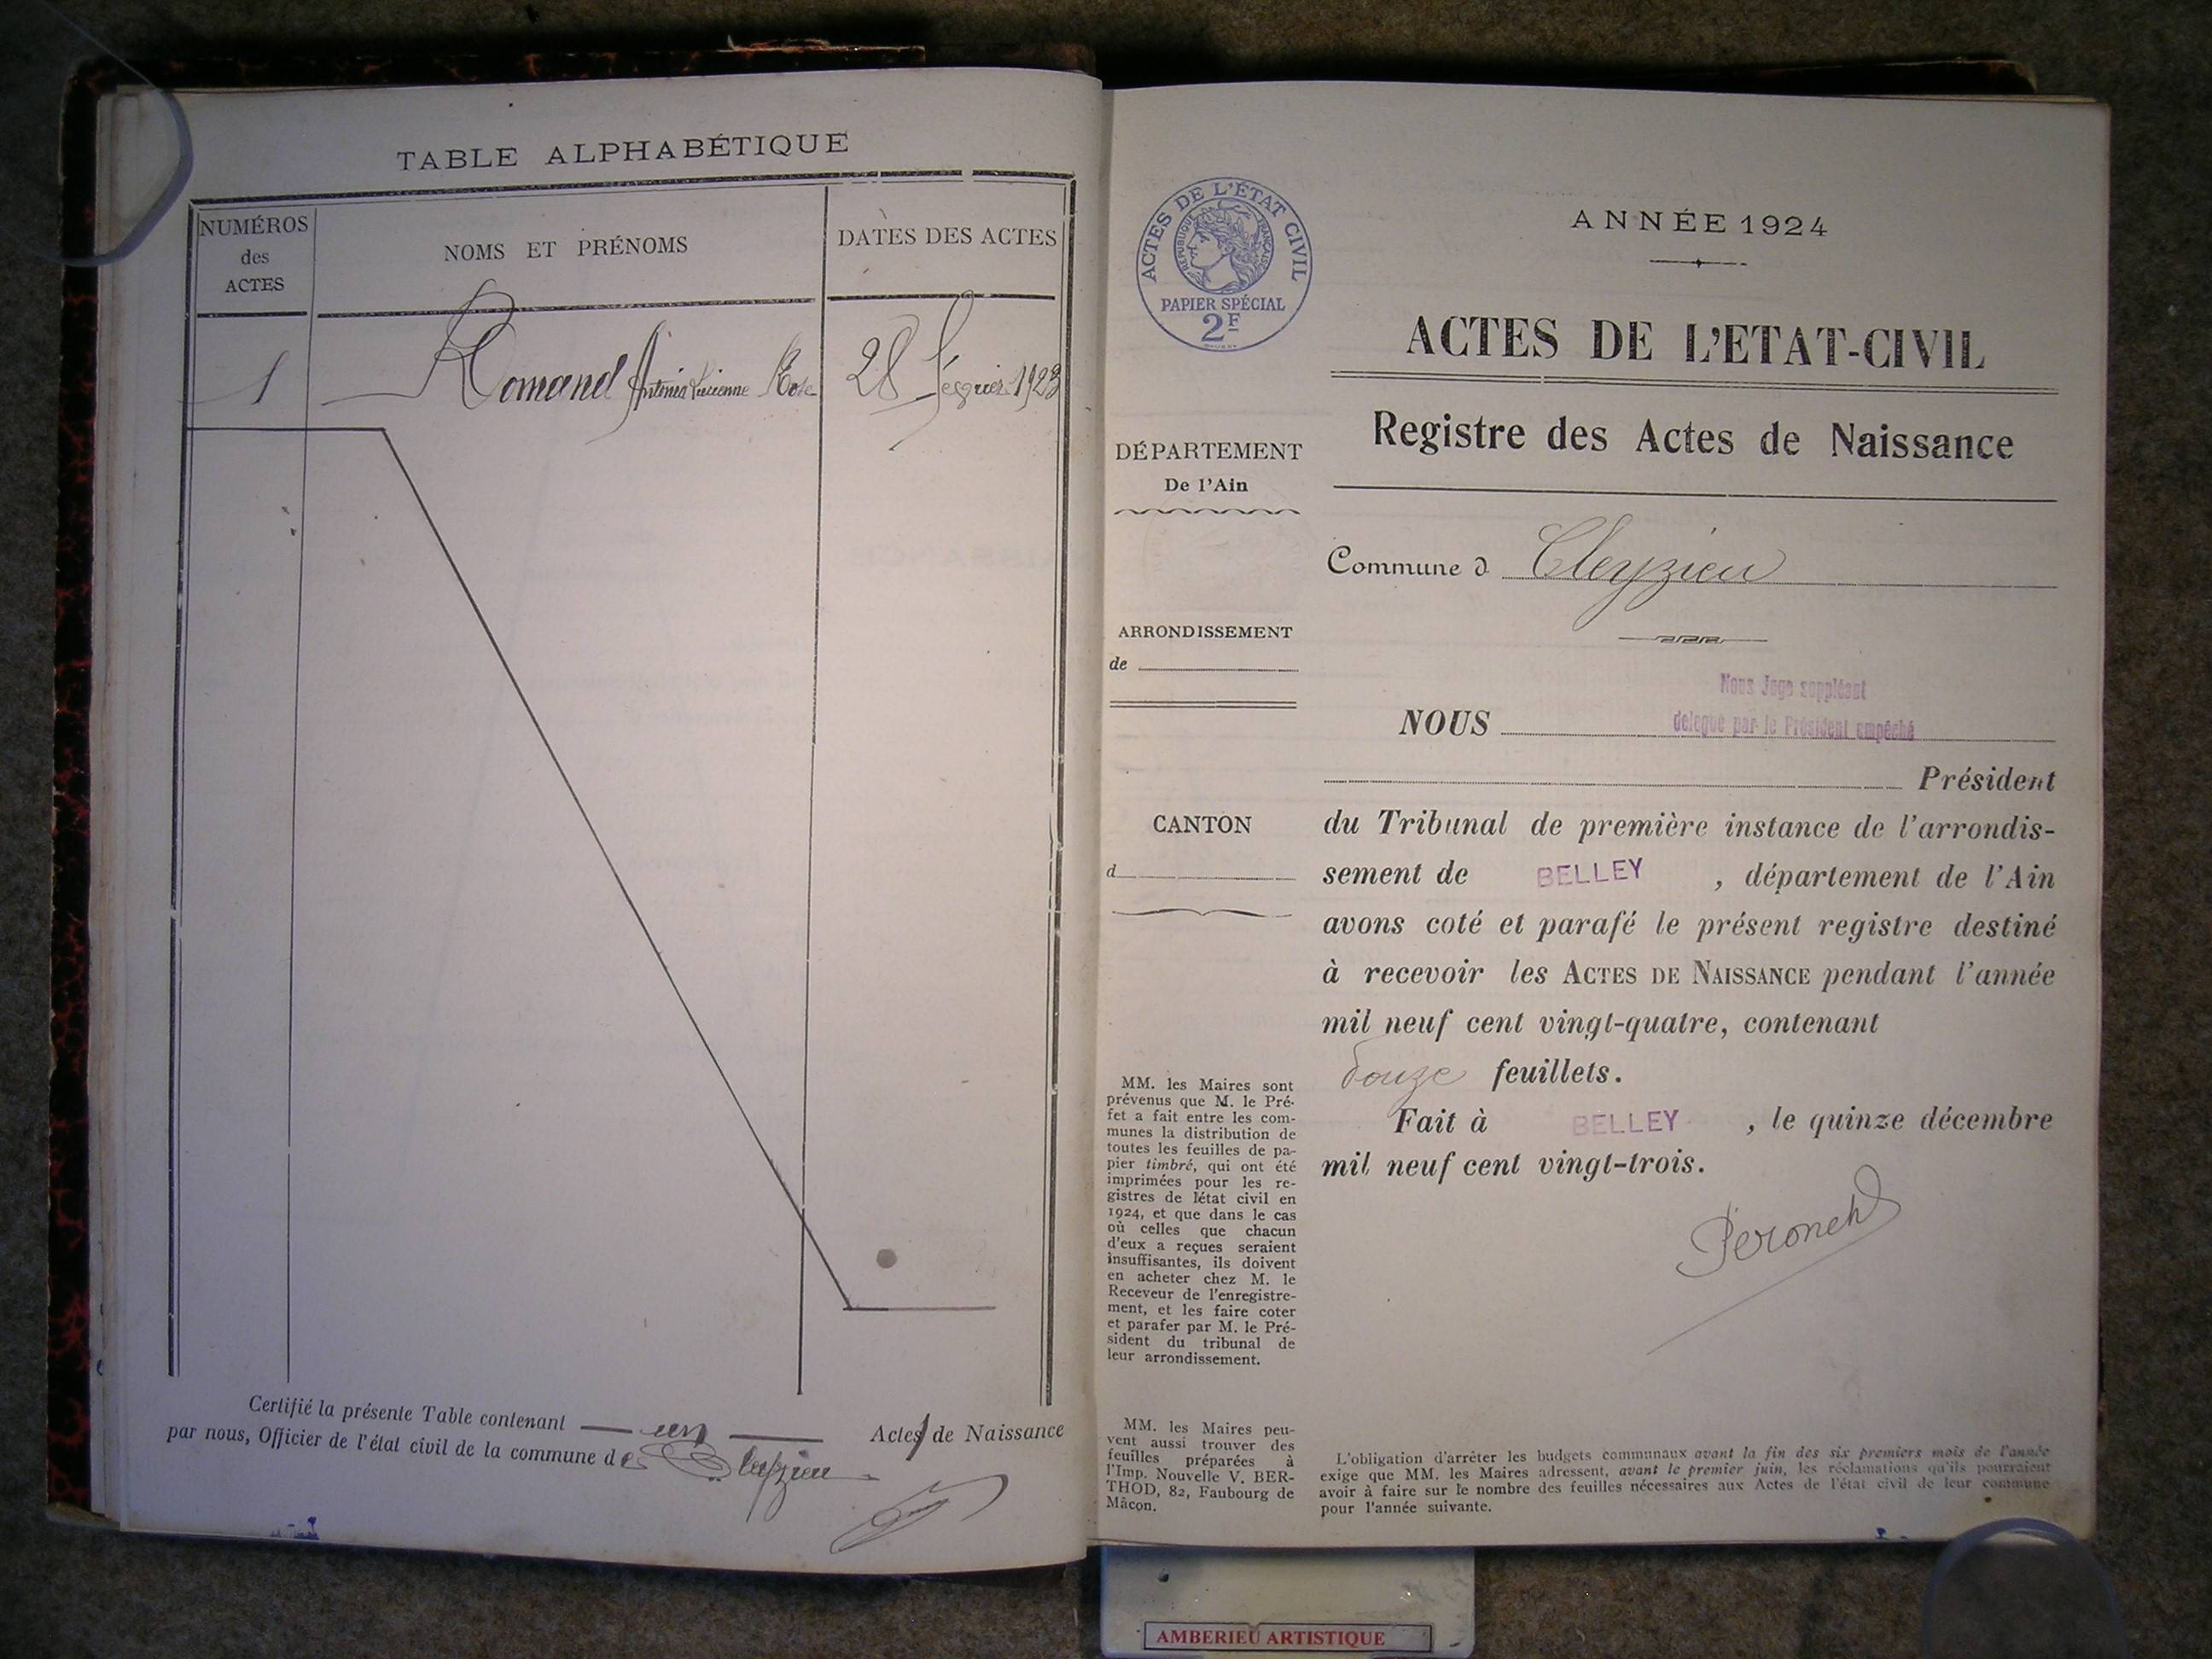 TABLE ALPHABÉTIQUE
NUMÉROS
des
ACTES
NOMS ET PRÉNOMS
DATES DES ACTES
1
Romand Antonia Lucienne Rose
28 Février 1923
Certifié la présente Table contenant un Actes de Naissance
par nous, Officier de l'état civil de la commune de Cleyzieu
ACTES DE L'ÉTAT CIVIL
RÉPUBLIQUE FRANÇAISE
PAPIER SPÉCIAL
2F
DÉPARTEMENT
De l'Ain
ARRONDISSEMENT
de
CANTON
d
MM. les Maires sont
prévenus que M. le Pré-
fet a fait entre les com-
munes la distribution de
toutes les feuilles de pa-
pier timbré, qui ont été
imprimées pour les re-
gistres de létat civil en
1924, et que dans le cas
où celles que chacun
d'eux a reçues seraient
insuffisantes, ils doivent
en acheter chez M. le
Receveur de l'enregistre-
ment, et les faire coter
et parafer par M. le Pré-
sident du tribunal de
leur arrondissement.
MM. les Maires peu-
vent aussi trouver des
feuilles préparées à
l'Imp. Nouvelle V. BER-
THOD, 82, Faubourg de
Mâcon.
ANNÉE 1924
ACTES DE L'ETAT-CIVIL
Registre des Actes de Naissance
Commune d Cleyzieu
Nous Juge suppléant
NOUS délégué par le Président empêché
Président
du Tribunal de première instance de l'arrondis-
sement de BELLEY, département de l'Ain
avons coté et parafé le présent registre destiné
à recevoir les ACTES DE NAISSANCE pendant l'année
mil neuf cent vingt-quatre, contenant
douze feuillets.
Fait à BELLEY, le quinze décembre
mil neuf cent vingt-trois.
L'obligation d'arrêter les budgets communaux avant la fin des six premiers mois de l'année
exige que MM. les Maires adressent, avant le premier juin, les réclamations qu'ils pourraient
avoir à faire sur le nombre des feuilles nécessaires aux Actes de l'état civil de leur commune
pour l'année suivante.
AMBERIEU ARTISTIQUE